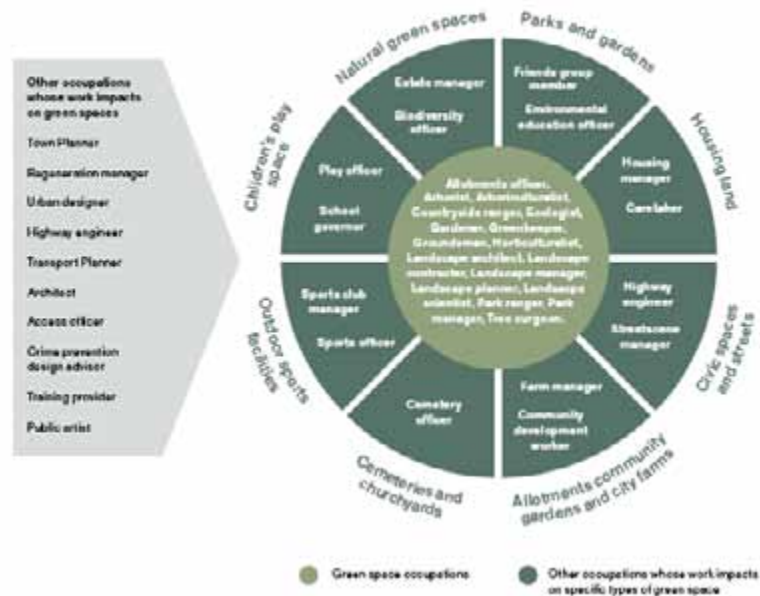 Other occupations
whose work impacts
on green spaces
Town Planner
Regeneration manager
Urban designer
Highway engineer
Transport Planner
Architect
Access officer
Crime prevention
design adviser
Training provider
Public artist
Natural green spaces
Estate manager
Biodiversity
officer
Parks and gardens
Friends group
member
Environmental
education officer
Housing land
Housing
manager
Caretaker
Civic spaces
and streets
Highway
engineer
Streetscene
manager
Allotments community
gardens and city farms
Farm manager
Community
development
worker
Cemeteries and
churchyards
Cemetery
officer
Outdoor sports
facilities
Sports club
manager
Sports officer
Children's play
space
Play officer
School
governor
Allotments officer,
Arborist, Arboriculturalist,
Countryside ranger, Ecologist,
Gardener, Greenkeeper,
Groundsman, Horticulturalist,
Landscape architect, Landscape
contractor, Landscape manager,
Landscape planner, Landscape
scientist, Park ranger, Park
manager, Tree surgeon.
Green space occupations
Other occupations whose work impacts
on specific types of green space